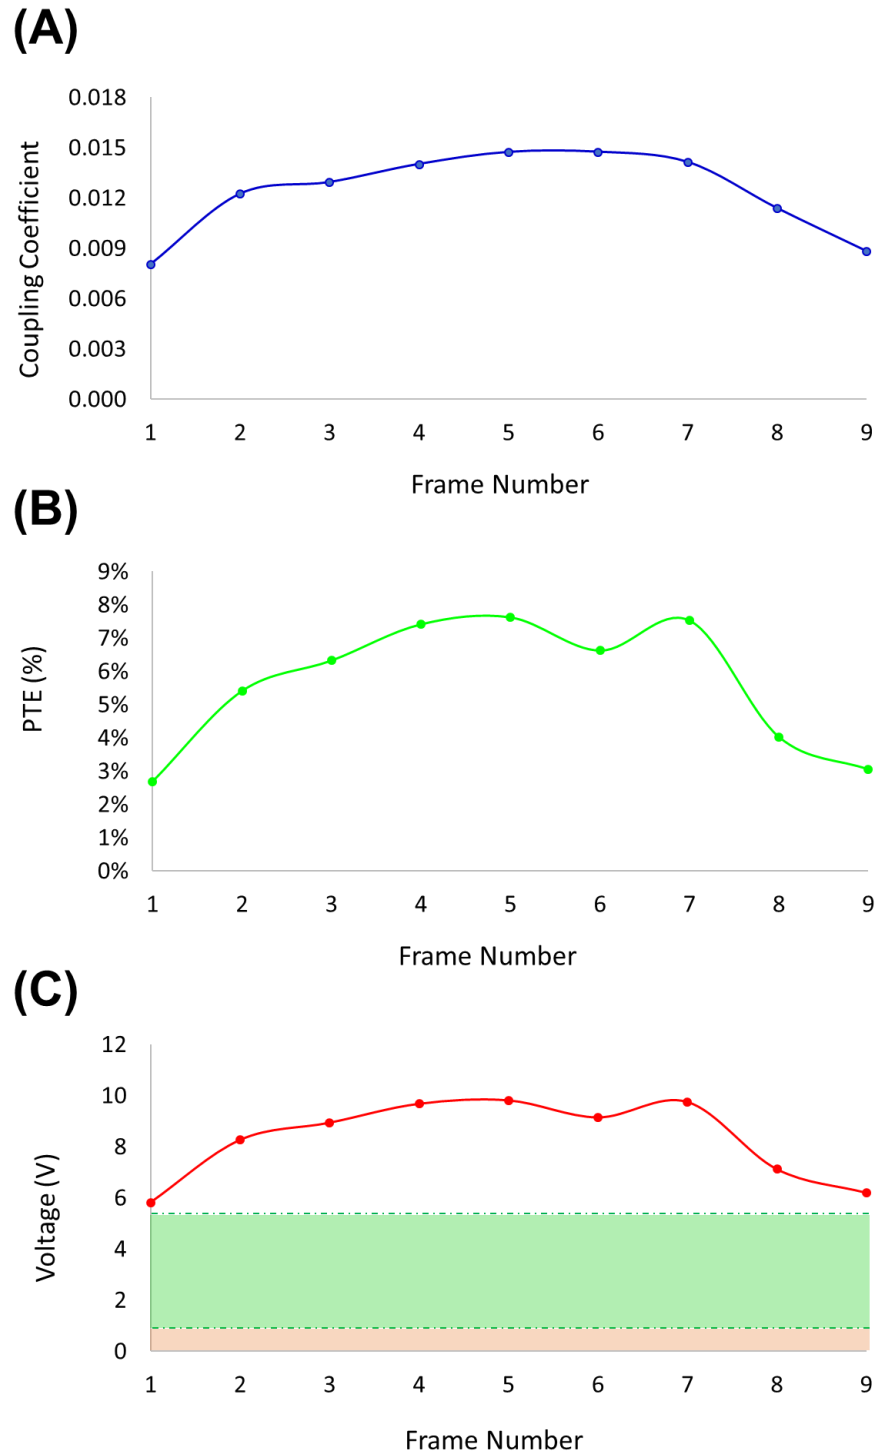 (A)
Coupling Coefficient
0.018
0.015
0.012
0.009
0.006
0.003
0.000
1 2 3 4 5 6 7 8 9
Frame Number
(B)
PTE (%)
9%
8%
7%
6%
5%
4%
3%
2%
1%
0%
1 2 3 4 5 6 7 8 9
Frame Number
(C)
Voltage (V)
12
10
8
6
4
2
0
1 2 3 4 5 6 7 8 9
Frame Number